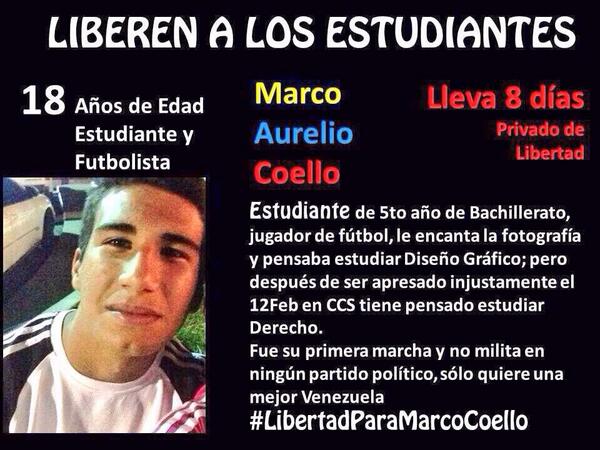 LIBEREN A LOS ESTUDIANTES
18 Años de Edad
Estudiante y
Futbolista
Marco
Aurelio
Coello
Lleva 8 días
Privado de
Libertad
Estudiante de 5to año de Bachillerato,
jugador de fútbol, le encanta la fotografía
y pensaba estudiar Diseño Gráfico; pero
después de ser apresado injustamente el
12Feb en CCS tiene pensado estudiar
Derecho.
Fue su primera marcha y no milita en
ningún partido político, sólo quiere una
mejor Venezuela
#LibertadParaMarcoCoello